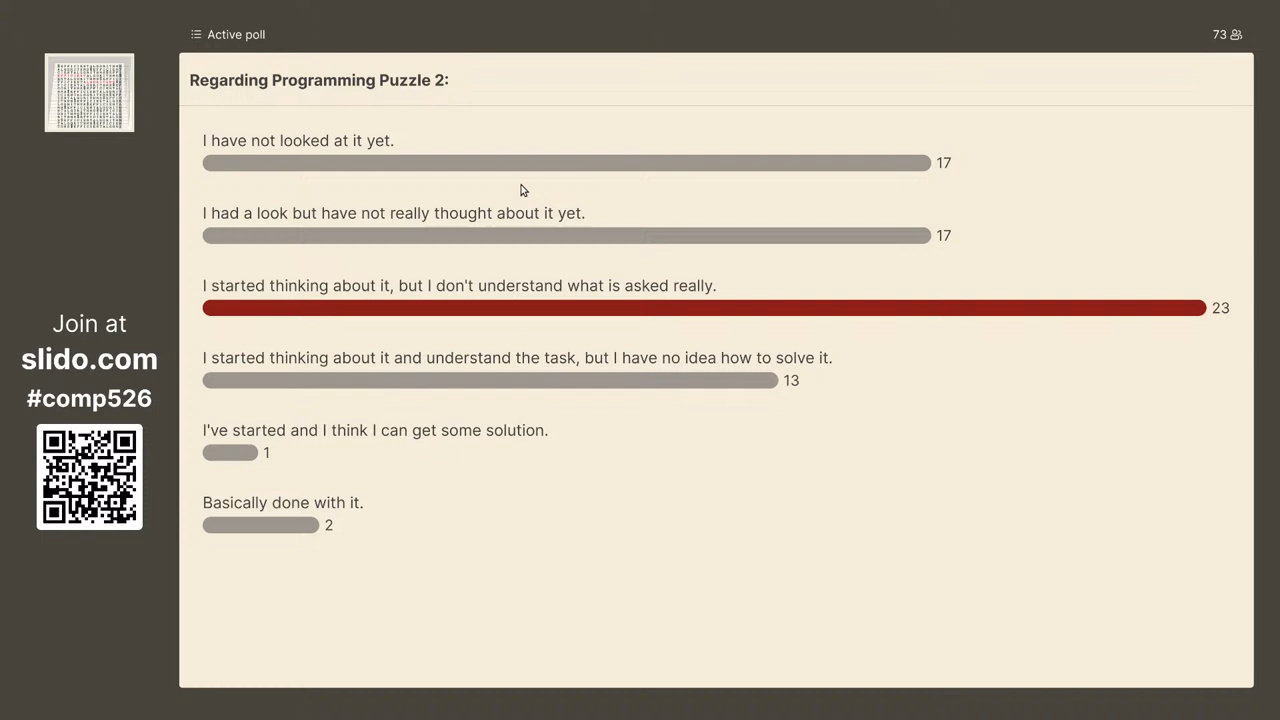 Active poll
73
Regarding Programming Puzzle 2:
I have not looked at it yet.
17
I had a look but have not really thought about it yet.
17
I started thinking about it, but I don't understand what is asked really.
23
I started thinking about it and understand the task, but I have no idea how to solve it.
13
I've started and I think I can get some solution.
1
Basically done with it.
2
Join at
slido.com
#comp526